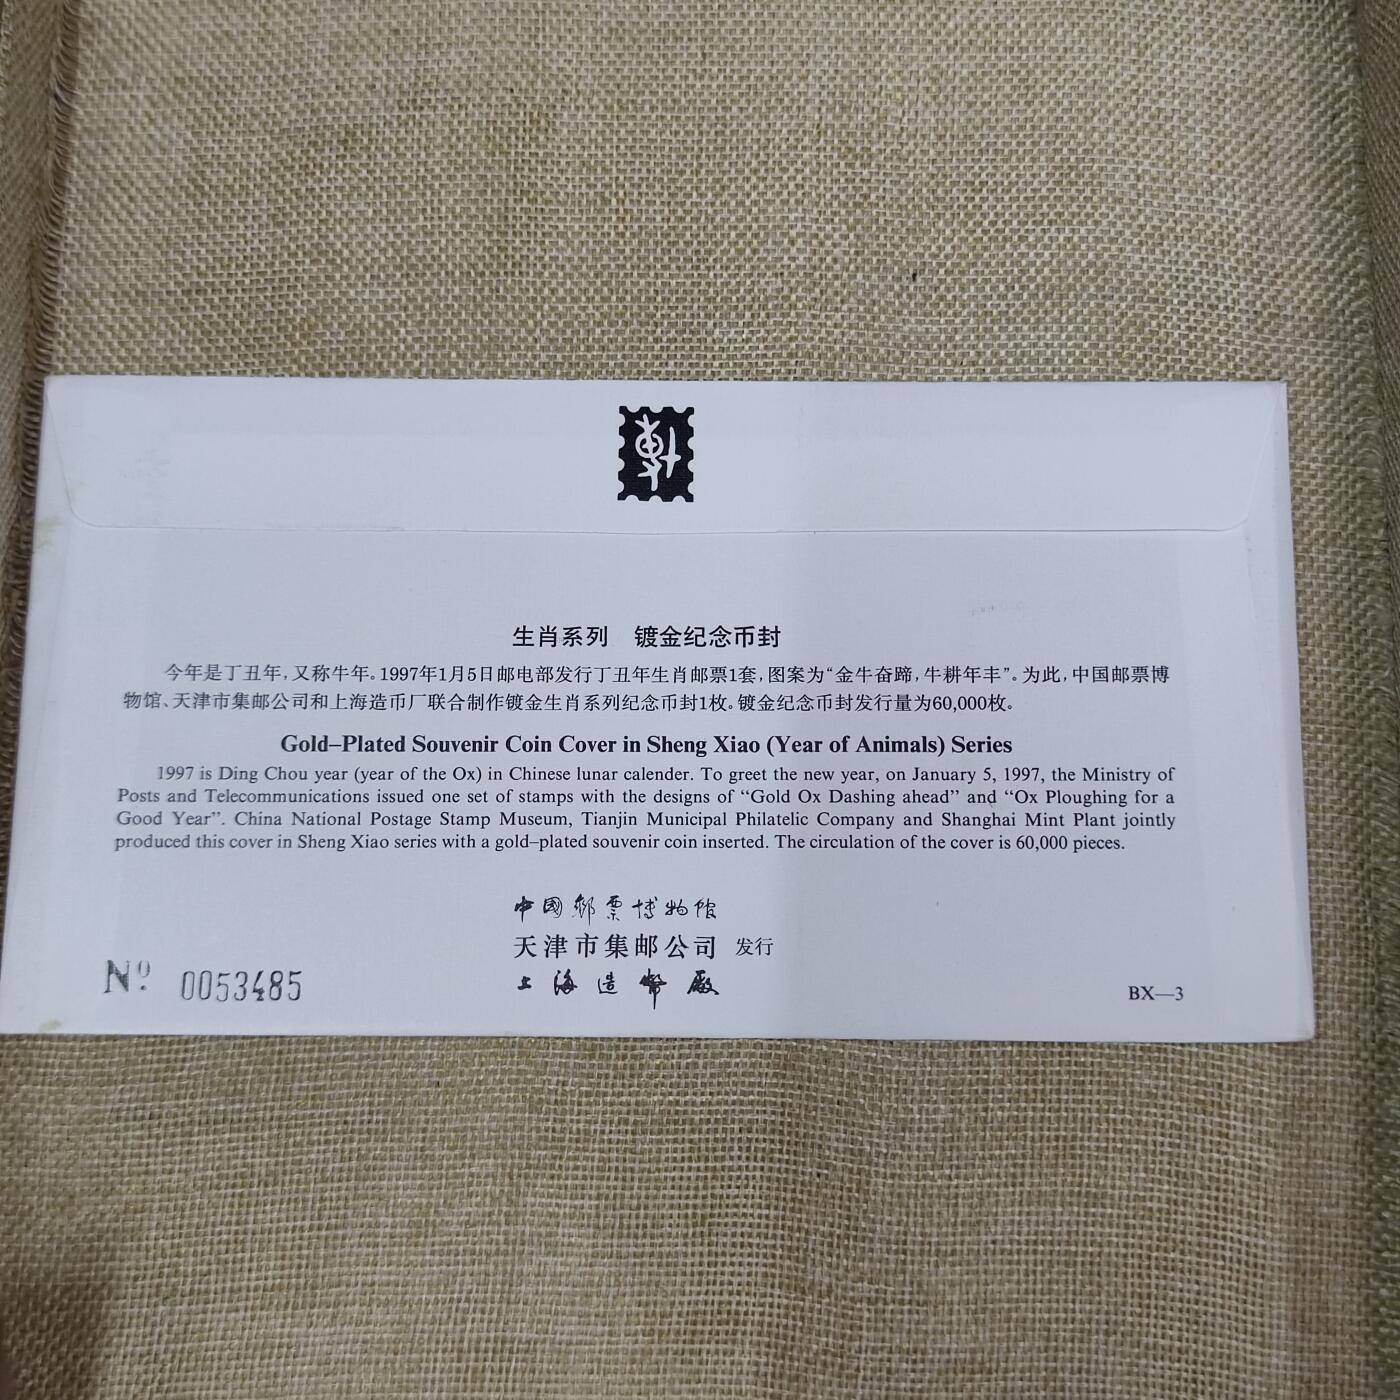 博
生肖系列　镀金纪念币封
今年是丁丑年，又称牛年。1997年1月5日邮电部发行丁丑年生肖邮票1套，图案为“金牛奋蹄，牛耕年丰”。为此，中国邮票博
物馆、天津市集邮公司和上海造币厂联合制作镀金生肖系列纪念币封1枚。镀金纪念币封发行量为60,000枚。
Gold–Plated Souvenir Coin Cover in Sheng Xiao (Year of Animals) Series
1997 is Ding Chou year (year of the Ox) in Chinese lunar calender. To greet the new year, on January 5, 1997, the Ministry of
Posts and Telecommunications issued one set of stamps with the designs of “Gold Ox Dashing ahead” and “Ox Ploughing for a
Good Year”. China National Postage Stamp Museum, Tianjin Municipal Philatelic Company and Shanghai Mint Plant jointly
produced this cover in Sheng Xiao series with a gold–plated souvenir coin inserted. The circulation of the cover is 60,000 pieces.
中國郵票博物馆
天津市集邮公司 发行
上海造幣廠
Nº 0053485
BX—3